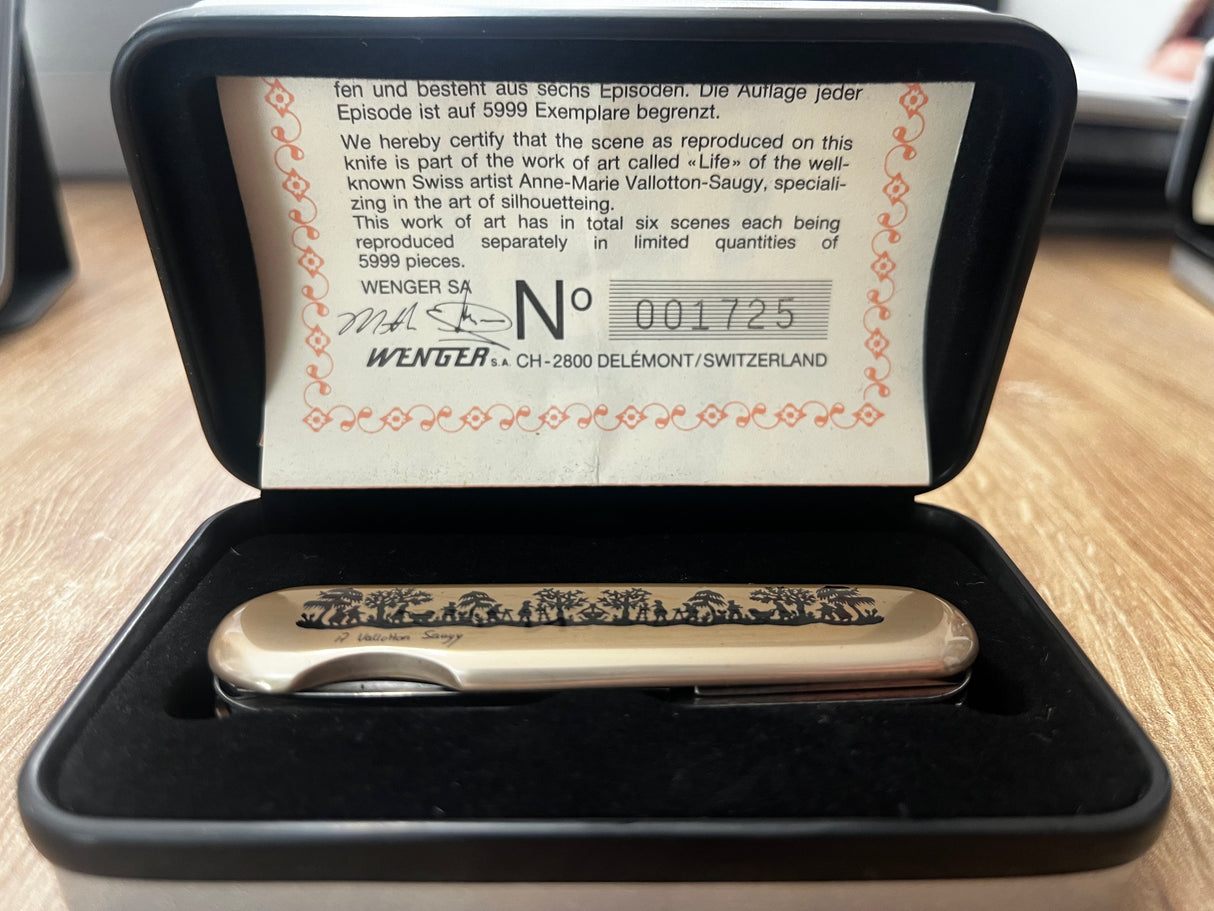 fen und besteht aus sechs Episoden. Die Auflage jeder
Episode ist auf 5999 Exemplare begrenzt.
We hereby certify that the scene as reproduced on this
knife is part of the work of art called «Life» of the well-
known Swiss artist Anne-Marie Vallotton-Saugy, speciali-
zing in the art of silhouetteing.
This work of art has in total six scenes each being
reproduced separately in limited quantities of
5999 pieces.
WENGER SA
Nº 001725
WENGER S.A. CH-2800 DELÉMONT/SWITZERLAND
Vallotton Saugy